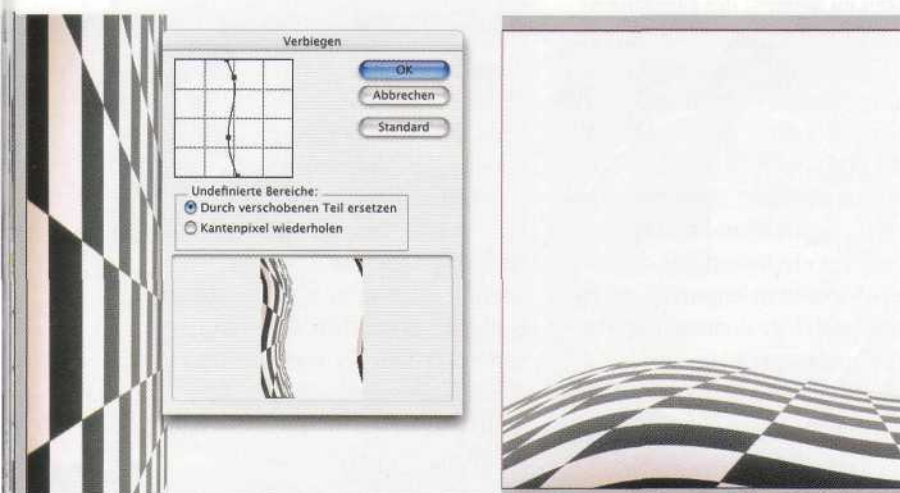 Verbiegen
OK
Abbrechen
Standard
Undefinierte Bereiche:
Durch verschobenen Teil ersetzen
Kantenpixel wiederholen